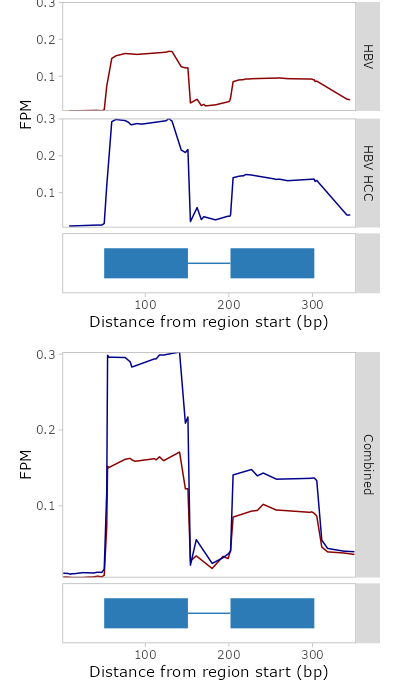 0.3
0.2
0.1
HBV
FPM
0.3
0.2
0.1
HBV HCC
100 200 300
Distance from region start (bp)
0.3
0.2
0.1
FPM
Combined
100 200 300
Distance from region start (bp)